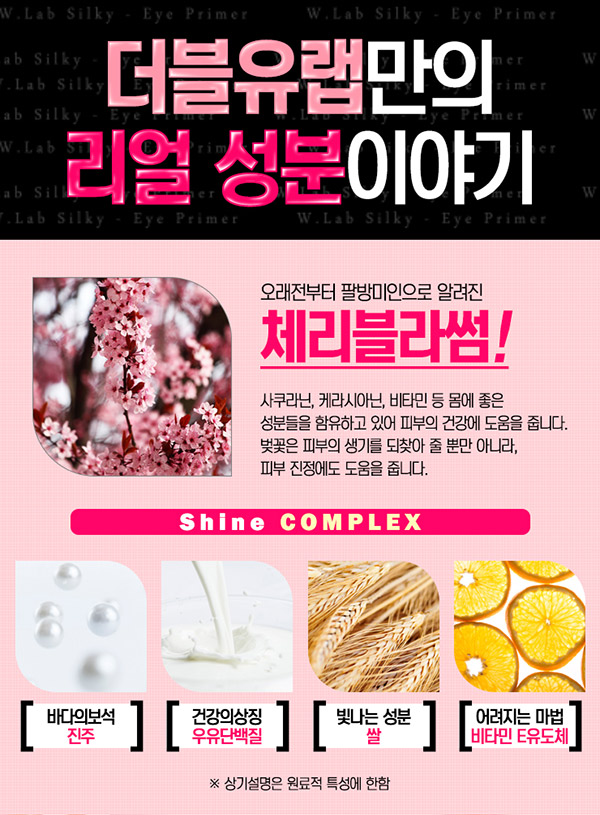 W.Lab Silky - Eye Primer
더블유랩만의
리얼 성분이야기
오래전부터 팔방미인으로 알려진
체리블라썸!
사쿠라닌, 케라시아닌, 비타민 등 몸에 좋은
성분들을 함유하고 있어 피부의 건강에 도움을 줍니다.
벚꽃은 피부의 생기를 되찾아 줄 뿐만 아니라,
피부 진정에도 도움을 줍니다.
Shine COMPLEX
바다의보석
진주
건강의상징
우유단백질
빛나는 성분
쌀
어려지는 마법
비타민 E유도체
※ 상기설명은 원료적 특성에 한함